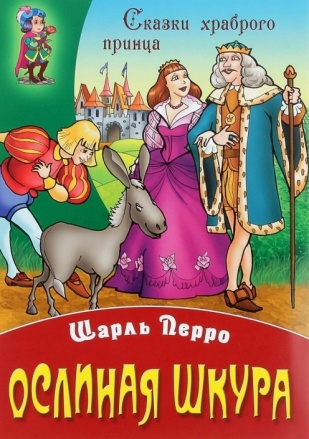 Сказки храброго
принца
Шарль Перро
ОСЛИНАЯ ШКУРА